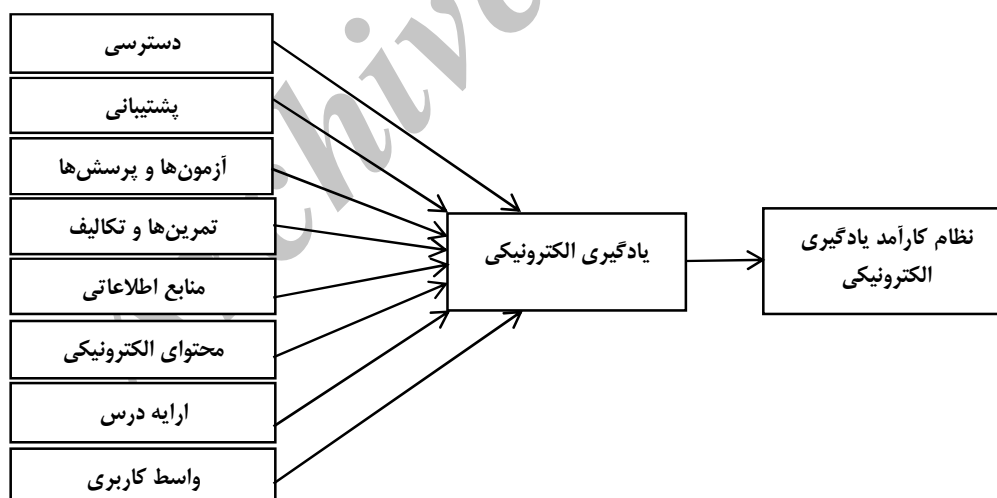 دسترسی
پشتیبانی
آزمون‌ها و پرسش‌ها
تمرین‌ها و تکالیف
منابع اطلاعاتی
محتوای الکترونیکی
ارایه درس
واسط کاربری
یادگیری الکترونیکی
نظام کارآمد یادگیری
الکترونیکی